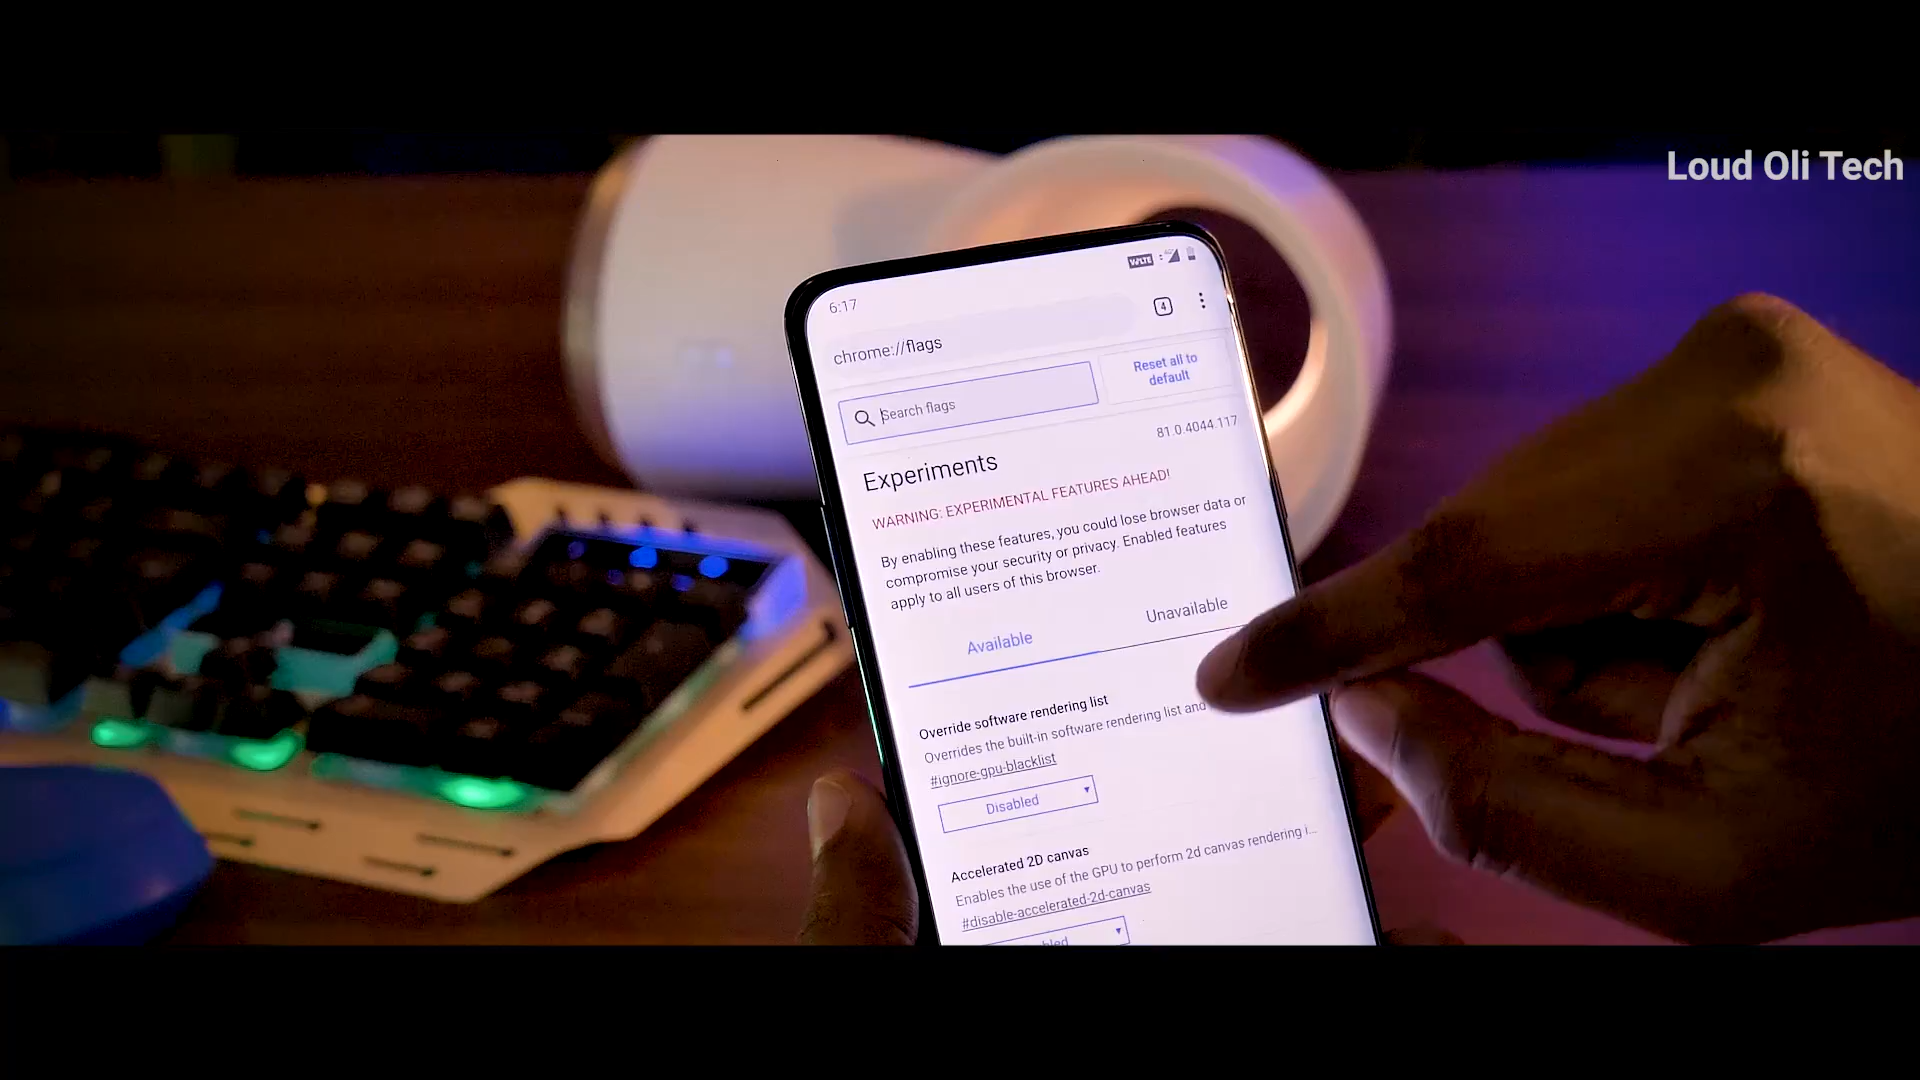 Loud Oli Tech
6:17
VoLTE
4
chrome://flags
Search flags
Reset all to
default
81.0.4044.117
Experiments
WARNING: EXPERIMENTAL FEATURES AHEAD!
By enabling these features, you could lose browser data or
compromise your security or privacy. Enabled features
apply to all users of this browser.
Available
Unavailable
Override software rendering list
Overrides the built-in software rendering list and
#ignore-gpu-blacklist
Disabled
Accelerated 2D canvas
Enables the use of the GPU to perform 2d canvas rendering i...
#disable-accelerated-2d-canvas